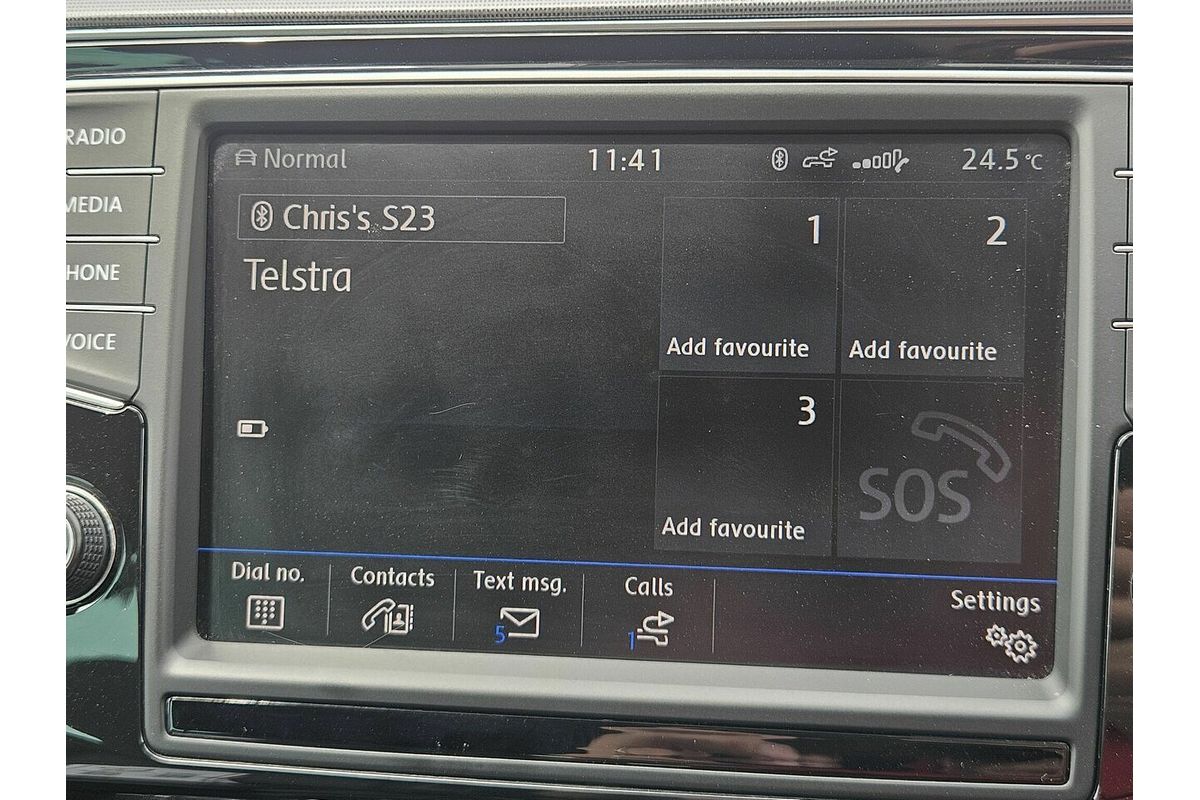 RADIO
MEDIA
PHONE
VOICE
Normal
11:41
24.5°C
Chris's S23
Telstra
1
Add favourite
2
Add favourite
3
Add favourite
SOS
Dial no.
Contacts
Text msg.
5
Calls
1
Settings